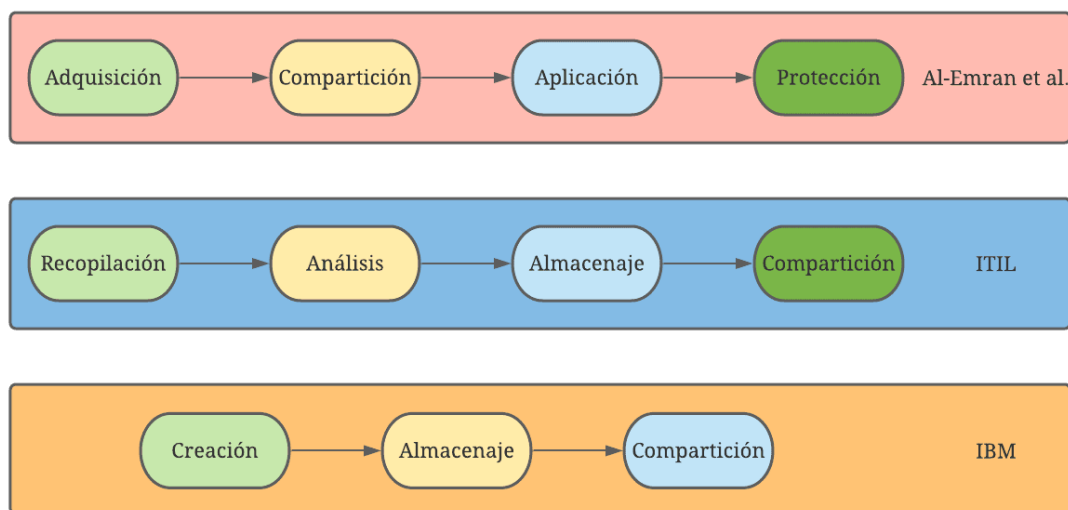 Adquisición
Compartición
Aplicación
Protección
Al-Emran et al.
Recopilación
Análisis
Almacenaje
Compartición
ITIL
Creación
Almacenaje
Compartición
IBM